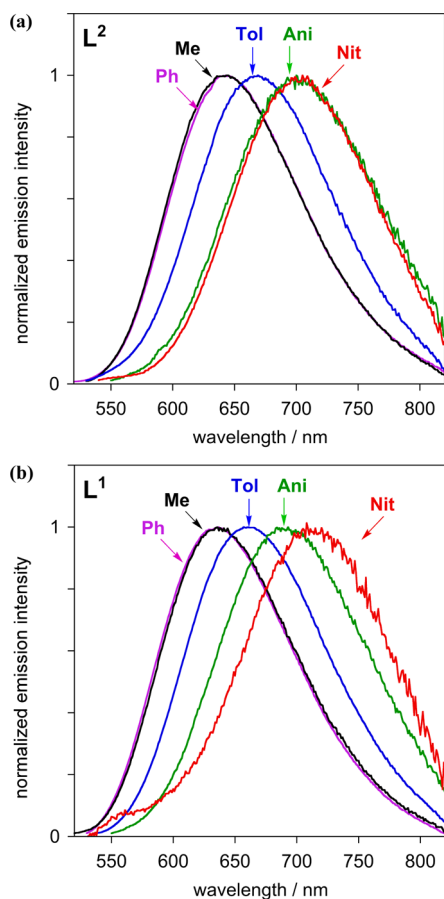 (a)
L²
Me
Tol
Ani
Nit
Ph
1
normalized emission intensity
0
550 600 650 700 750 800
wavelength / nm
(b)
L¹
Me
Tol
Ani
Nit
Ph
1
normalized emission intensity
0
550 600 650 700 750 800
wavelength / nm